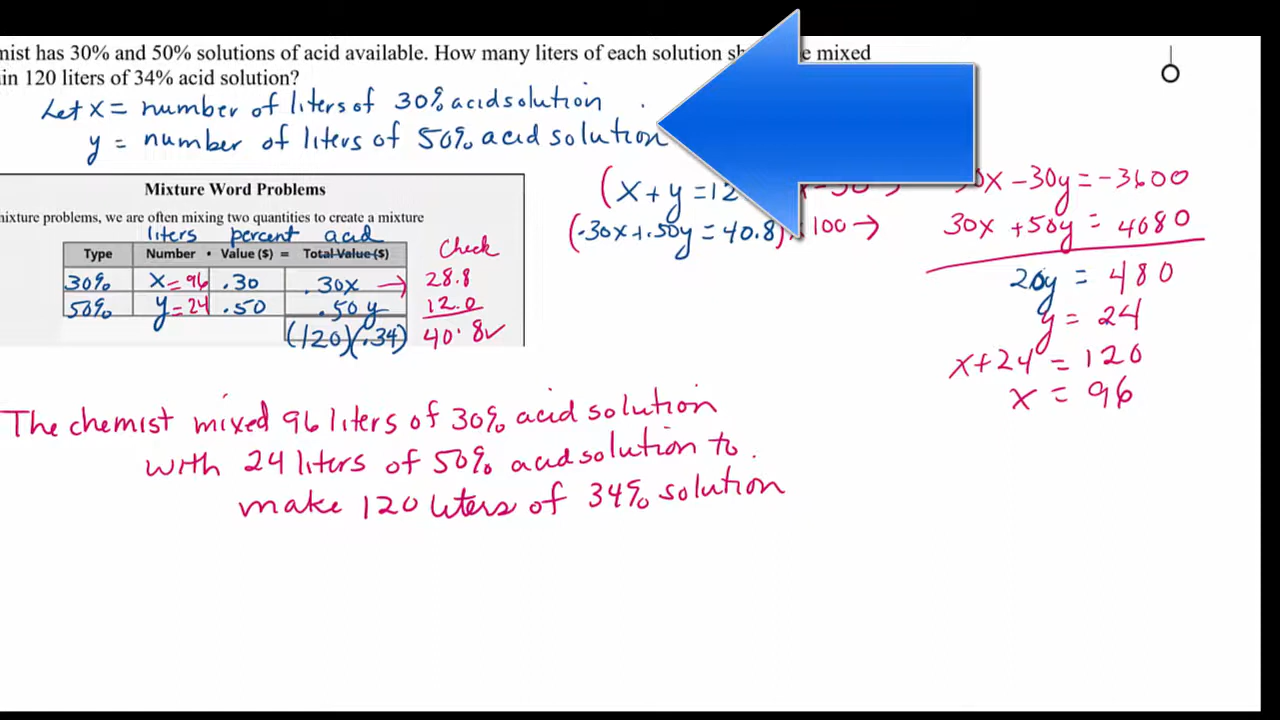 mist has 30% and 50% solutions of acid available. How many liters of each solution sh e mixed
in 120 liters of 34% acid solution?
Let x = number of liters of 30% acid solution
y = number of liters of 50% acid solution
Mixture Word Problems
mixture problems, we are often mixing two quantities to create a mixture
liters percent acid
Type Number • Value ($) = Total Value ($)
30% x = 96 .30 .30x →
50% y = 24 .50 .50y
(120)(.34)
Check
28.8
12.0
40.8 ✓
(x + y = 12
(.30x + .50y = 40.8) x 100 →
30x - 30y = -3600
30x + 50y = 4080
20y = 480
y = 24
x + 24 = 120
x = 96
The chemist mixed 96 liters of 30% acid solution
with 24 liters of 50% acid solution to
make 120 liters of 34% solution